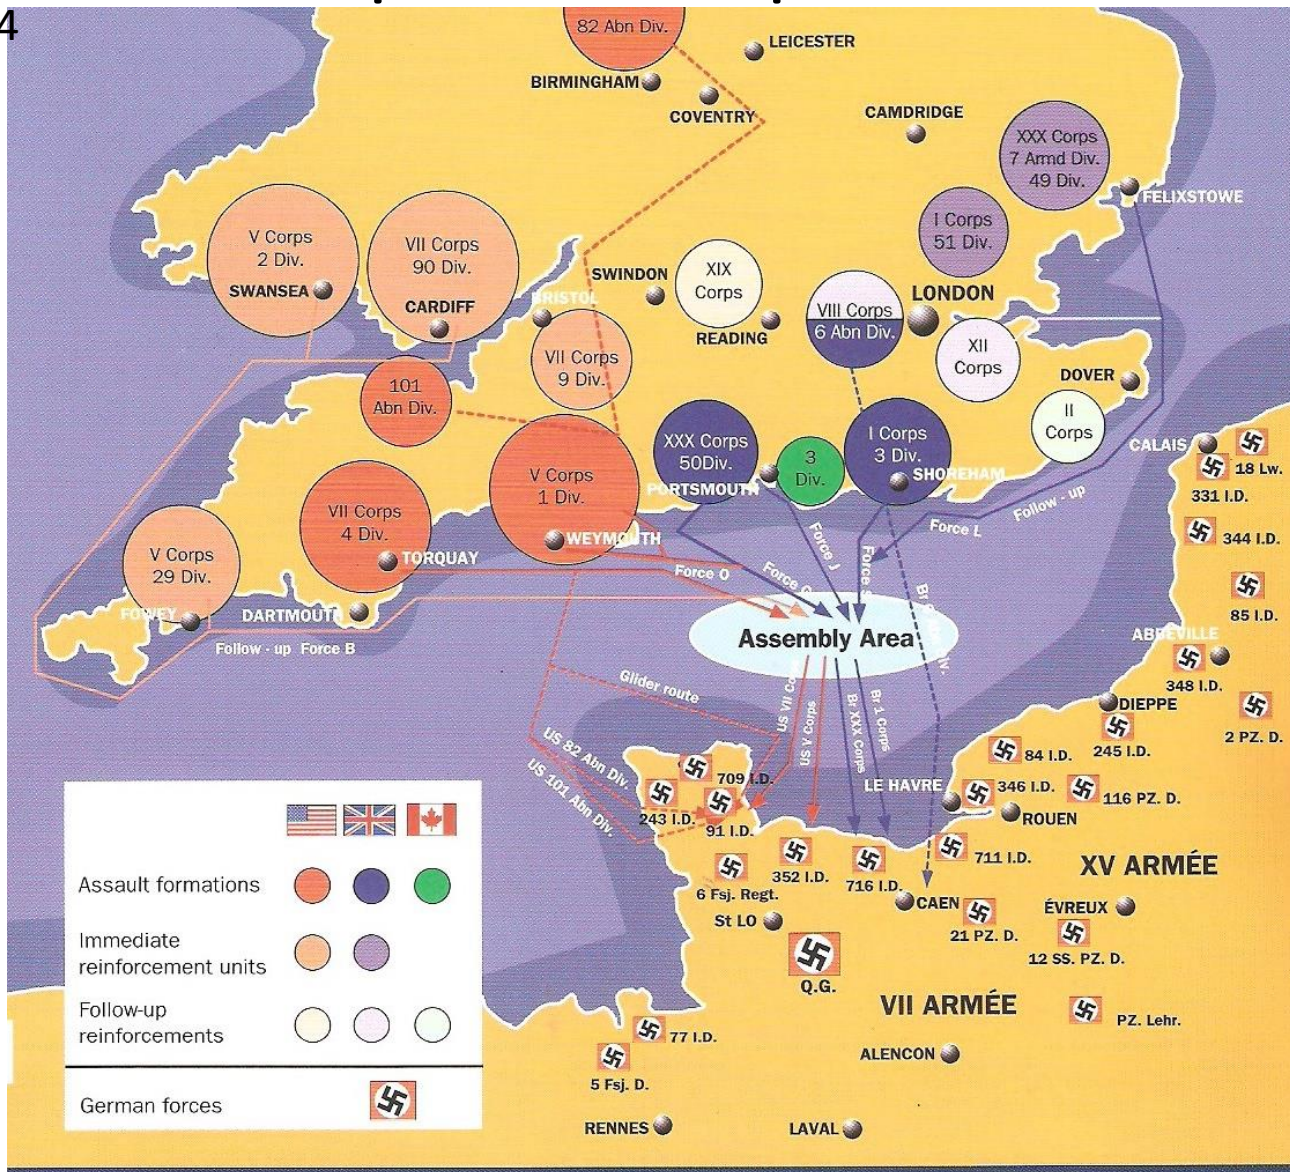 4
82 Abn Div.
LEICESTER
BIRMINGHAM
COVENTRY
CAMDRIDGE
XXX Corps
7 Armd Div.
49 Div.
FELIXSTOWE
I Corps
51 Div.
V Corps
2 Div.
SWANSEA
VII Corps
90 Div.
CARDIFF
BRISTOL
SWINDON
XIX
Corps
READING
VIII Corps
6 Abn Div.
LONDON
XII
Corps
DOVER
VII Corps
9 Div.
101
Abn Div.
II
Corps
CALAIS
18 Lw.
331 I.D.
XXX Corps
50Div.
PORTSMOUTH
3
Div.
I Corps
3 Div.
SHOREHAM
V Corps
1 Div.
WEYMOUTH
VII Corps
4 Div.
TORQUAY
V Corps
29 Div.
FOWEY
DARTMOUTH
Follow - up Force B
Force O
Force G
Force J
Force
Force L
Follow - up
344 I.D.
85 I.D.
ABBEVILLE
348 I.D.
Assembly Area
Glider route
US VII Corps
US V Corps
Br XXX Corps
Br 1 Corps
US 82 Abn Div.
US 101 Abn Div.
DIEPPE
245 I.D.
2 PZ. D.
84 I.D.
LE HAVRE
346 I.D.
116 PZ. D.
ROUEN
709 I.D.
243 I.D.
91 I.D.
711 I.D.
XV ARMÉE
352 I.D.
716 I.D.
6 Fsj. Regt.
CAEN
ÉVREUX
St LO
21 PZ. D.
12 SS. PZ. D.
Q.G.
VII ARMÉE
PZ. Lehr.
77 I.D.
ALENCON
5 Fsj. D.
RENNES
LAVAL
Assault formations
Immediate
reinforcement units
Follow-up
reinforcements
German forces